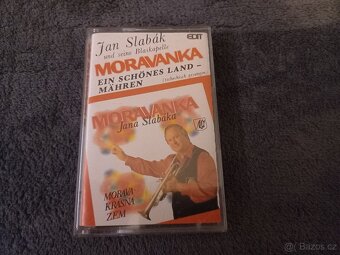 Jan Slabák
EDIT
und seine Blaskapelle
MORAVANKA
EIN SCHÖNES LAND –
MÄHREN
MORAVANKA
Jana Slabáka
MORAVA
KRÁSNÁ
ZEM
Bazos.cz